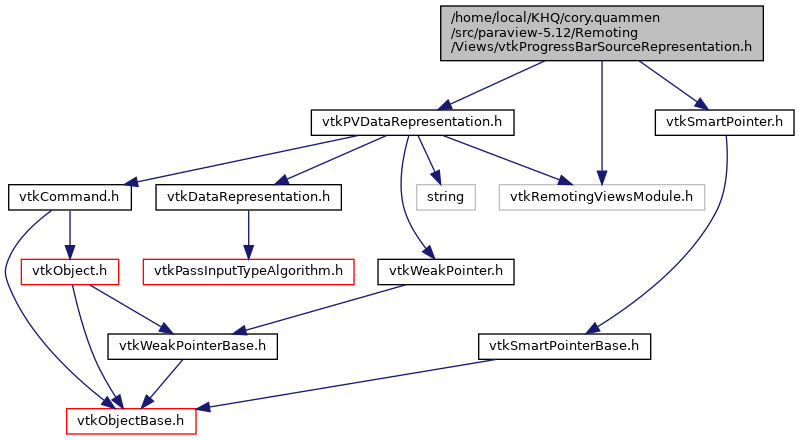 /home/local/KHQ/cory.quammen
/src/paraview-5.12/Remoting
/Views/vtkProgressBarSourceRepresentation.h
vtkPVDataRepresentation.h
vtkSmartPointer.h
vtkCommand.h
vtkDataRepresentation.h
string
vtkRemotingViewsModule.h
vtkObject.h
vtkPassInputTypeAlgorithm.h
vtkWeakPointer.h
vtkWeakPointerBase.h
vtkSmartPointerBase.h
vtkObjectBase.h